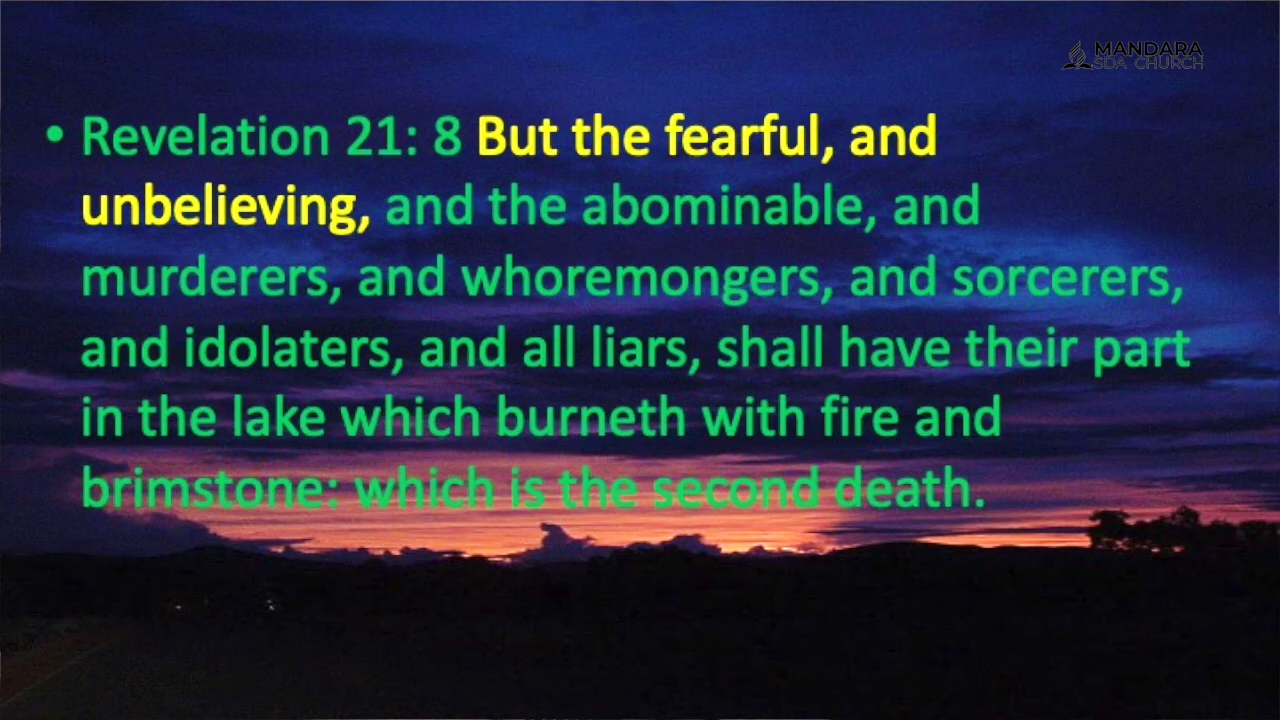 MANDARA
SDA CHURCH
• Revelation 21: 8 But the fearful, and
unbelieving, and the abominable, and
murderers, and whoremongers, and sorcerers,
and idolaters, and all liars, shall have their part
in the lake which burneth with fire and
brimstone: which is the second death.